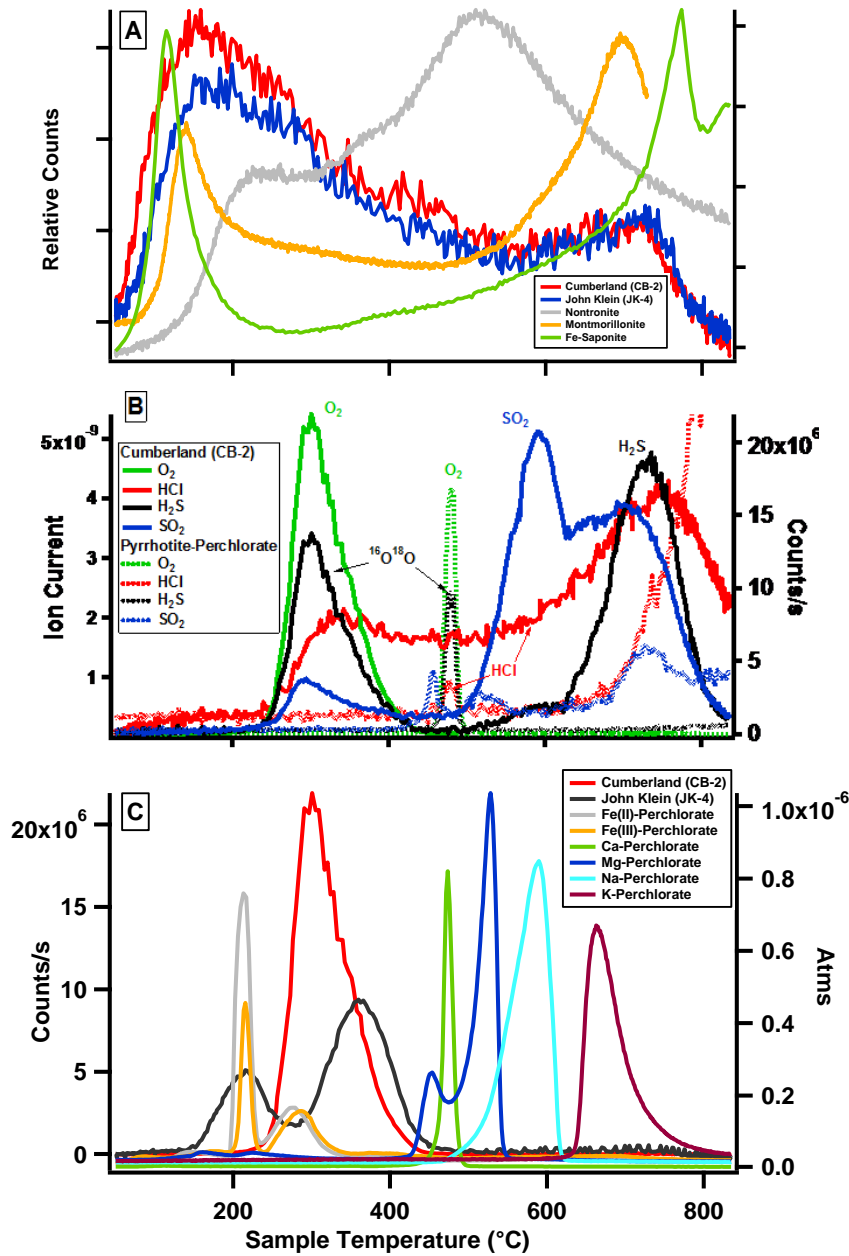 A
Relative Counts
Cumberland (CB-2)
John Klein (JK-4)
Nontronite
Montmorillonite
Fe-Saponite
200
400
600
800
B
5x10⁻⁹
4
3
2
1
Ion Current
20x10⁶
15
10
5
0
Counts/s
Cumberland (CB-2)
O₂
HCl
H₂S
SO₂
Pyrrhotite-Perchlorate
O₂
HCl
H₂S
SO₂
O₂
¹⁶O¹⁸O
O₂
SO₂
H₂S
HCl
C
20x10⁶
15
10
5
0
Counts/s
1.0x10⁻⁶
0.8
0.6
0.4
0.2
0.0
Atms
Cumberland (CB-2)
John Klein (JK-4)
Fe(II)-Perchlorate
Fe(III)-Perchlorate
Ca-Perchlorate
Mg-Perchlorate
Na-Perchlorate
K-Perchlorate
200 400 600 800
Sample Temperature (°C)